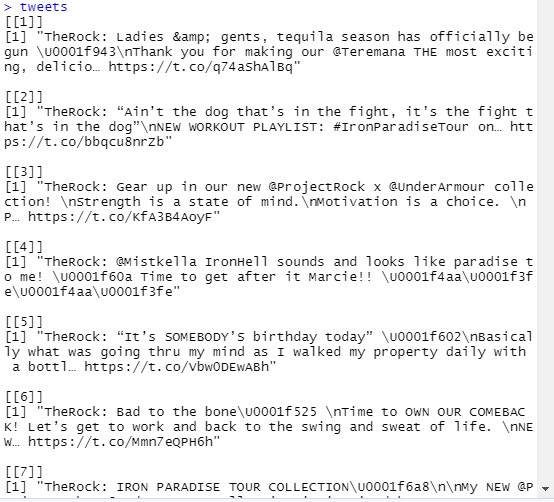 > tweets
[[1]]
[1] "TheRock: Ladies &amp; gents, tequila season has officially be
gun \U0001f943\nThank you for making our @Teremana THE most exciti
ng, delicio… https://t.co/q74aShAlBq"
[[2]]
[1] "TheRock: “Ain’t the dog that’s in the fight, it’s the fight t
hat’s in the dog”\nNEW WORKOUT PLAYLIST: #IronParadiseTour on… htt
ps://t.co/bbqcu8nrZb"
[[3]]
[1] "TheRock: Gear up in our new @ProjectRock x @UnderArmour colle
ction! \nStrength is a state of mind.\nMotivation is a choice. \n
P… https://t.co/KfA3B4AoyF"
[[4]]
[1] "TheRock: @Mistkella IronHell sounds and looks like paradise t
o me! \U0001f60a Time to get after it Marcie!! \U0001f4aa\U0001f3f
e\U0001f4aa\U0001f3fe"
[[5]]
[1] "TheRock: “It’s SOMEBODY’S birthday today” \U0001f602\nBasical
ly what was going thru my mind as I walked my property daily with
a bottl… https://t.co/VbwODEwABh"
[[6]]
[1] "TheRock: Bad to the bone\U0001f525 \nTime to OWN OUR COMEBAC
K! Let’s get to work and back to the swing and sweat of life. \nNE
W… https://t.co/Mmn7eQPH6h"
[[7]]
[1] "TheRock: IRON PARADISE TOUR COLLECTION\U0001f6a8\n\nMy NEW @P